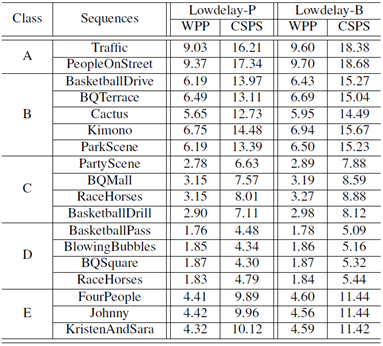 Class Sequences Lowdelay-P Lowdelay-B
WPP CSPS WPP CSPS
A
Traffic 9.03 16.21 9.60 18.38
PeopleOnStreet 9.37 17.34 9.70 18.68
B
BasketballDrive 6.19 13.97 6.43 15.27
BQTerrace 6.49 13.11 6.69 15.04
Cactus 5.65 12.73 5.95 14.49
Kimono 6.75 14.48 6.94 15.67
ParkScene 6.19 13.39 6.50 15.23
C
PartyScene 2.78 6.63 2.89 7.88
BQMall 3.15 7.57 3.19 8.59
RaceHorses 3.15 8.01 3.27 8.88
BasketballDrill 2.90 7.11 2.98 8.12
D
BasketballPass 1.76 4.48 1.78 5.09
BlowingBubbles 1.85 4.34 1.86 5.16
BQSquare 1.87 4.30 1.87 5.32
RaceHorses 1.83 4.79 1.84 5.44
E
FourPeople 4.41 9.89 4.60 11.44
Johnny 4.42 9.96 4.56 11.44
KristenAndSara 4.32 10.12 4.59 11.42